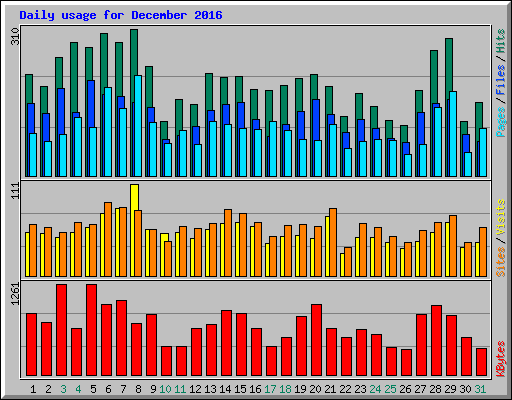 Daily usage for December 2016
310
Pages / Files / Hits
111
Sites / Visits
1261
KBytes
1 2 3 4 5 6 7 8 9 10 11 12 13 14 15 16 17 18 19 20 21 22 23 24 25 26 27 28 29 30 31